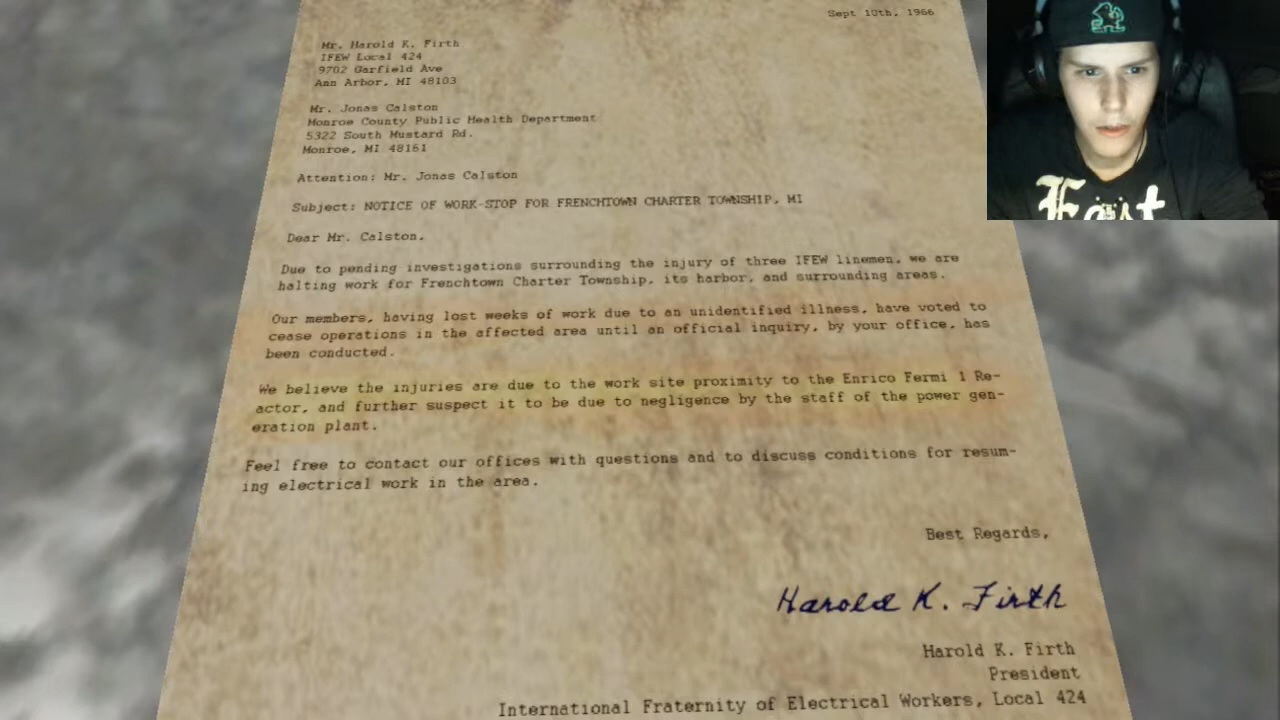 Sept 10th, 1966
Mr. Harold K. Firth
IFEW Local 424
9702 Garfield Ave
Ann Arbor, MI 48103
Mr. Jonas Calston
Monroe County Public Health Department
5322 South Mustard Rd.
Monroe, MI 48161
Attention: Mr. Jonas Calston
Subject: NOTICE OF WORK-STOP FOR FRENCHTOWN CHARTER TOWNSHIP, MI
Dear Mr. Calston,
Due to pending investigations surrounding the injury of three IFEW linemen, we are
halting work for Frenchtown Charter Township, its harbor, and surrounding areas.
Our members, having lost weeks of work due to an unidentified illness, have voted to
cease operations in the affected area until an official inquiry, by your office, has
been conducted.
We believe the injuries are due to the work site proximity to the Enrico Fermi 1 Re-
actor, and further suspect it to be due to negligence by the staff of the power gen-
eration plant.
Feel free to contact our offices with questions and to discuss conditions for resum-
ing electrical work in the area.
Best Regards,
Harold K. Firth
Harold K. Firth
President
International Fraternity of Electrical Workers, Local 424
East